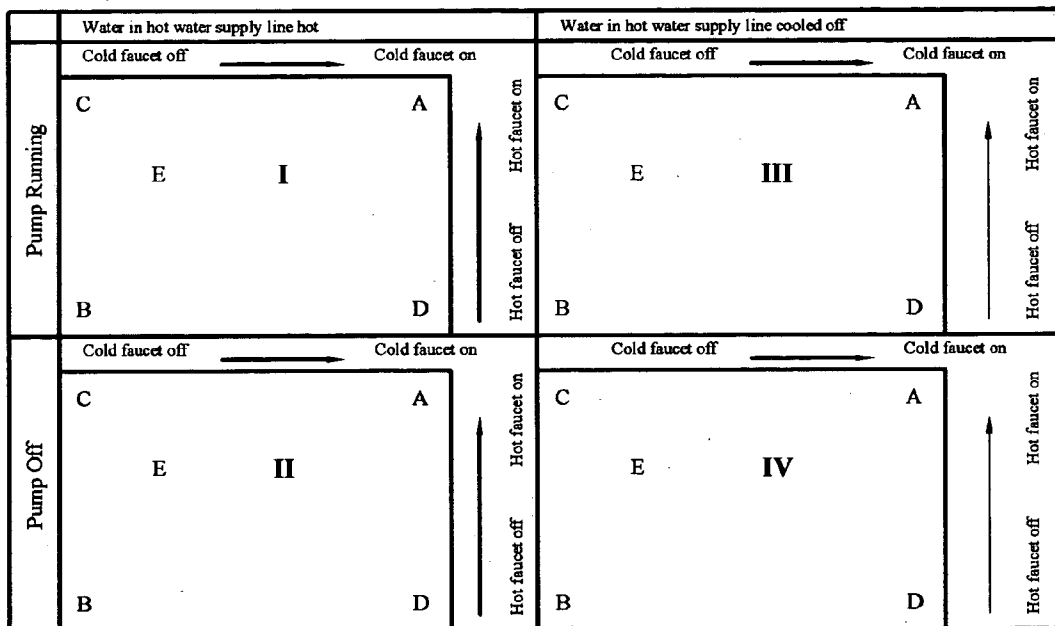 Water in hot water supply line hot
Water in hot water supply line cooled off
Pump Running
Cold faucet off
Cold faucet on
C
A
E
I
B
D
Hot faucet on
Hot faucet off
Cold faucet off
Cold faucet on
C
A
E
III
B
D
Hot faucet on
Hot faucet off
Pump Off
Cold faucet off
Cold faucet on
C
A
E
II
B
D
Hot faucet on
Hot faucet off
Cold faucet off
Cold faucet on
C
A
E
IV
B
D
Hot faucet on
Hot faucet off